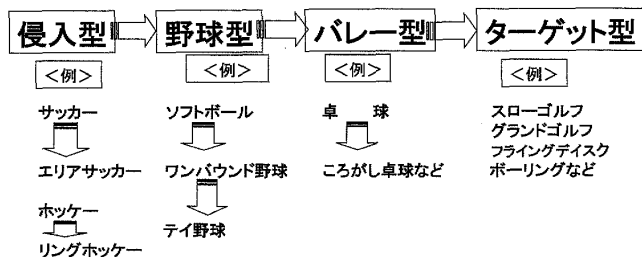 侵入型 野球型 バレー型 ターゲット型
<例> <例> <例> <例>
サッカー ソフトボール 卓 球 スローゴルフ
グランドゴルフ
フライングディスク
エリアサッカー ワンバウンド野球 ころがし卓球など ボーリングなど
ホッケー
ティ野球
リングホッケー